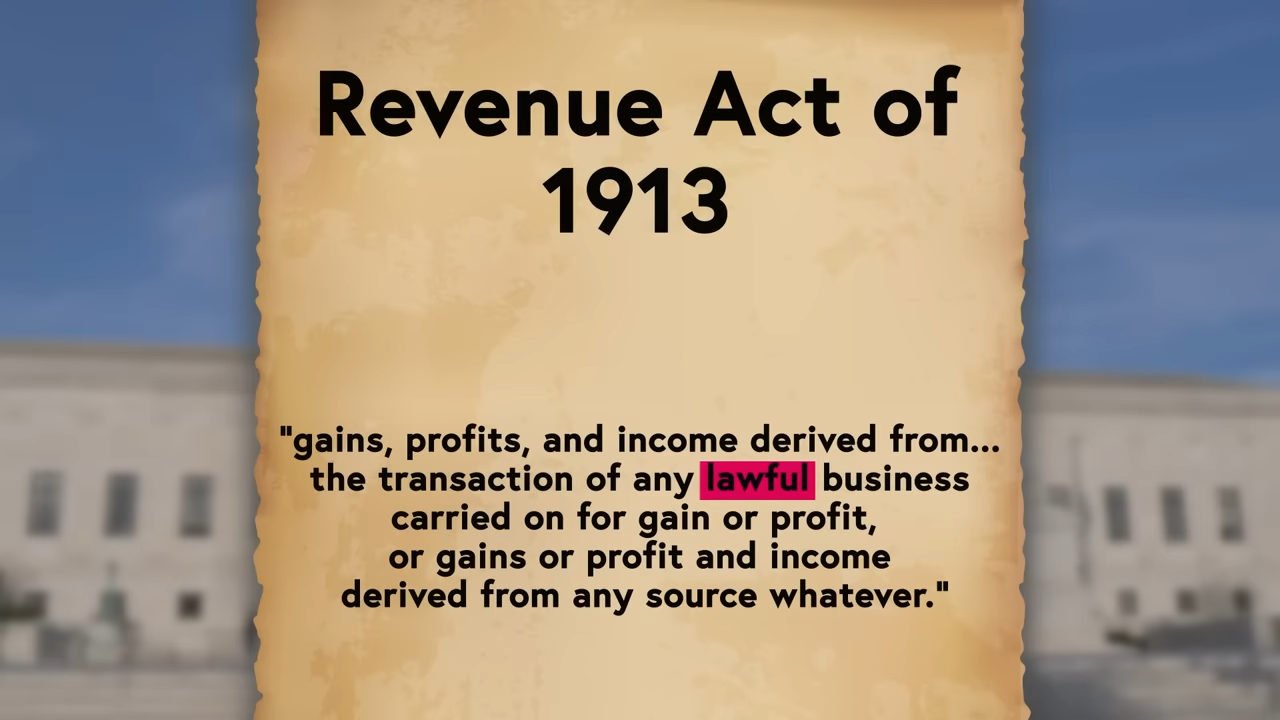 Revenue Act of
1913
"gains, profits, and income derived from...
the transaction of any lawful business
carried on for gain or profit,
or gains or profit and income
derived from any source whatever."